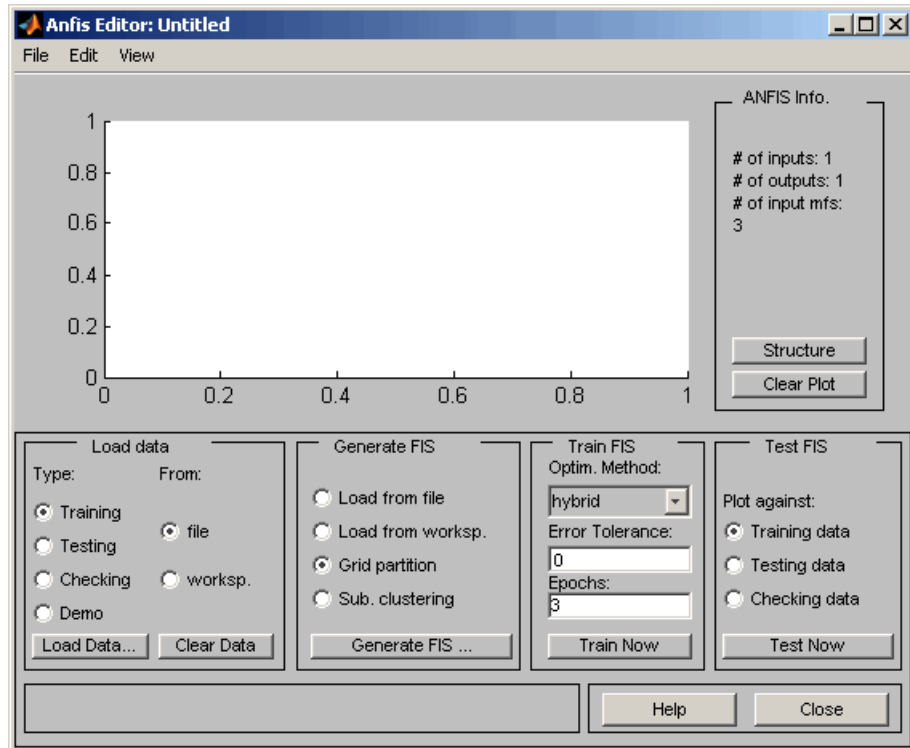 Anfis Editor: Untitled
File Edit View
ANFIS Info.
# of inputs: 1
# of outputs: 1
# of input mfs:
3
Structure
Clear Plot
1
0.8
0.6
0.4
0.2
0
0 0.2 0.4 0.6 0.8 1
Load data
Type: From:
Training
file
Testing
Checking
worksp.
Demo
Load Data... Clear Data
Generate FIS
Load from file
Load from worksp.
Grid partition
Sub. clustering
Generate FIS ...
Train FIS
Optim. Method:
hybrid
Error Tolerance:
0
Epochs:
3
Train Now
Test FIS
Plot against:
Training data
Testing data
Checking data
Test Now
Help Close